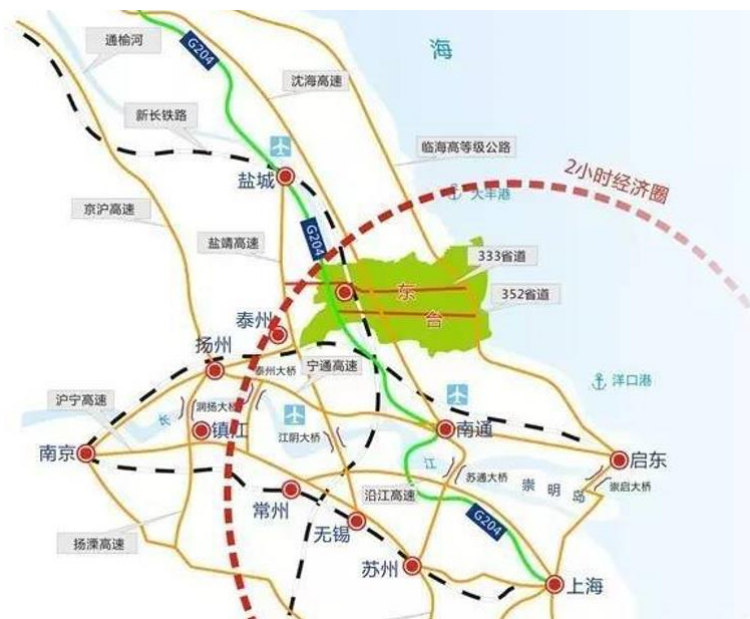 海
通榆河
G204
沈海高速
新长铁路
临海高等级公路
2小时经济圈
盐城
大丰港
京沪高速
G204
盐靖高速
333省道
东
352省道
台
泰州
扬州
泰州大桥
宁通高速
洋口港
沪宁高速
润扬大桥
长
镇江
江阴大桥
南通
南京
启东
江
苏通大桥
崇明岛
崇启大桥
沿江高速
常州
G204
无锡
扬溧高速
苏州
上海